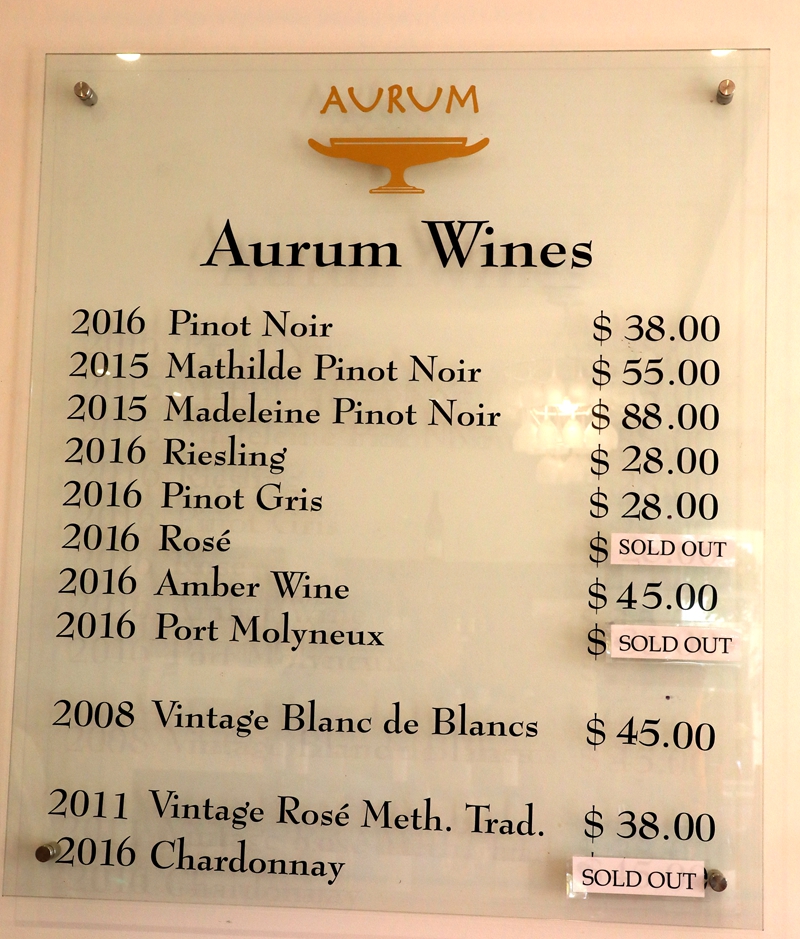 AURUM
Aurum Wines
2016 Pinot Noir $ 38.00
2015 Mathilde Pinot Noir $ 55.00
2015 Madeleine Pinot Noir $ 88.00
2016 Riesling $ 28.00
2016 Pinot Gris $ 28.00
2016 Rosé $ SOLD OUT
2016 Amber Wine $ 45.00
2016 Port Molyneux $ SOLD OUT
2008 Vintage Blanc de Blancs $ 45.00
2011 Vintage Rosé Meth. Trad. $ 38.00
2016 Chardonnay SOLD OUT